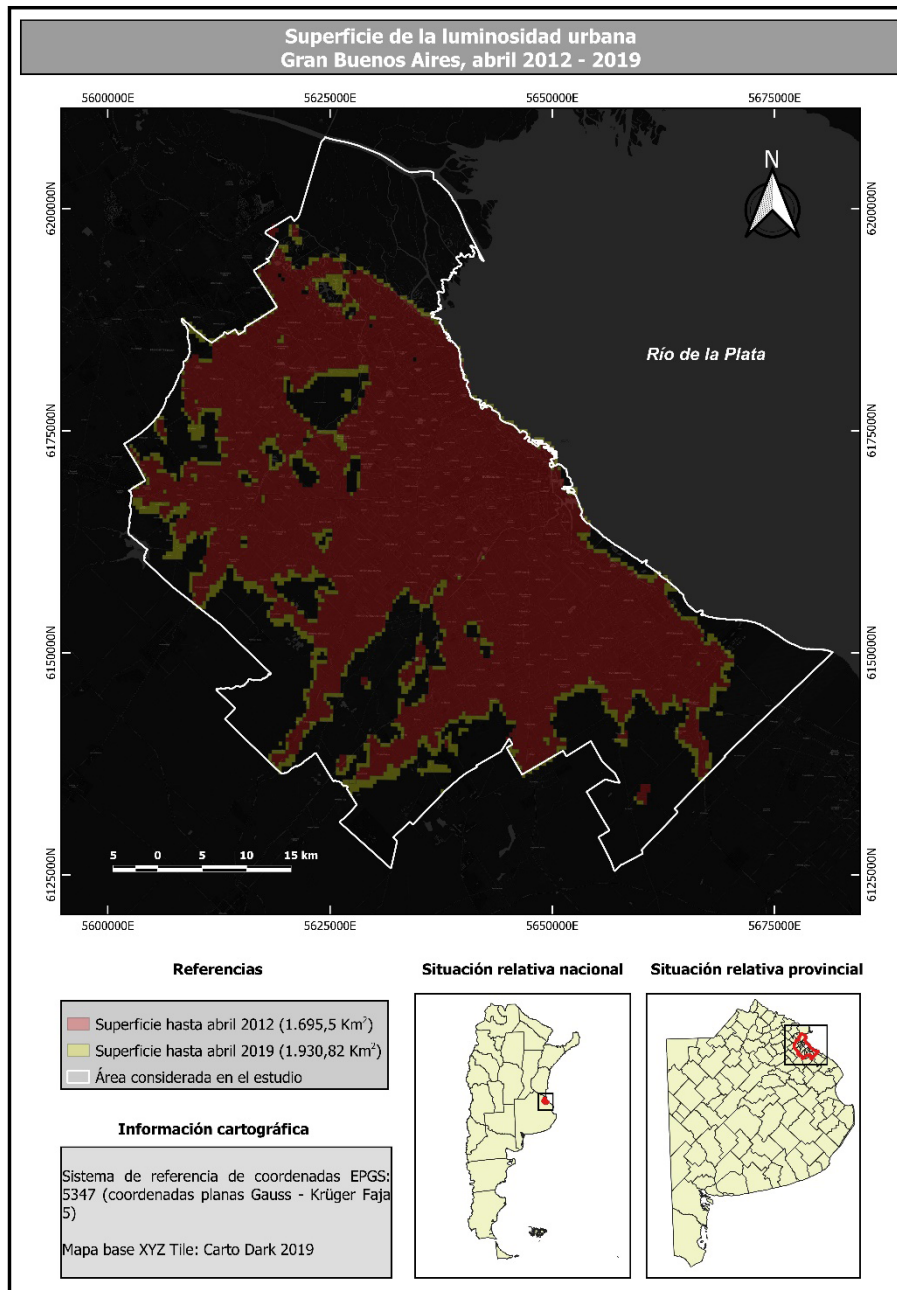 Superficie de la luminosidad urbana
Gran Buenos Aires, abril 2012 - 2019
5600000E 5625000E 5650000E 5675000E
N
6200000N 6200000N
Río de la Plata
6175000N 6175000N
6150000N 6150000N
5 0 5 10 15 km
6125000N 6125000N
5600000E 5625000E 5650000E 5675000E
Referencias
Superficie hasta abril 2012 (1.695,5 Km²)
Superficie hasta abril 2019 (1.930,82 Km²)
Área considerada en el estudio
Información cartográfica
Sistema de referencia de coordenadas EPGS:
5347 (coordenadas planas Gauss - Krüger Faja
5)
Mapa base XYZ Tile: Carto Dark 2019
Situación relativa nacional
Situación relativa provincial